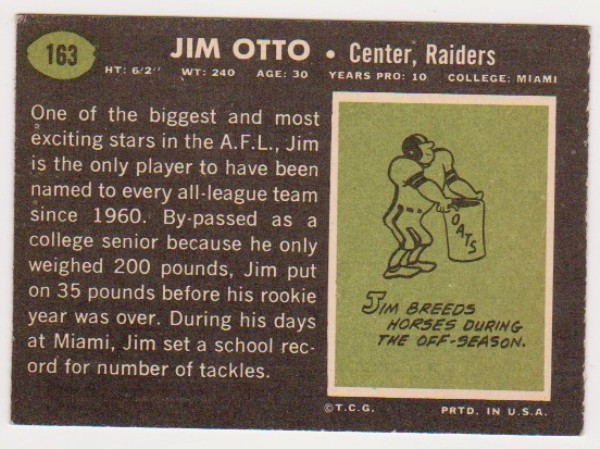 163
JIM OTTO • Center, Raiders
HT: 6/2" WT: 240 AGE: 30 YEARS PRO: 10 COLLEGE: MIAMI
One of the biggest and most
exciting stars in the A.F.L., Jim
is the only player to have been
named to every all-league team
since 1960. By-passed as a
college senior because he only
weighed 200 pounds, Jim put
on 35 pounds before his rookie
year was over. During his days
at Miami, Jim set a school rec-
ord for number of tackles.
OATS
JIM BREEDS
HORSES DURING
THE OFF-SEASON.
©T.C.G. PRTD. IN U.S.A.